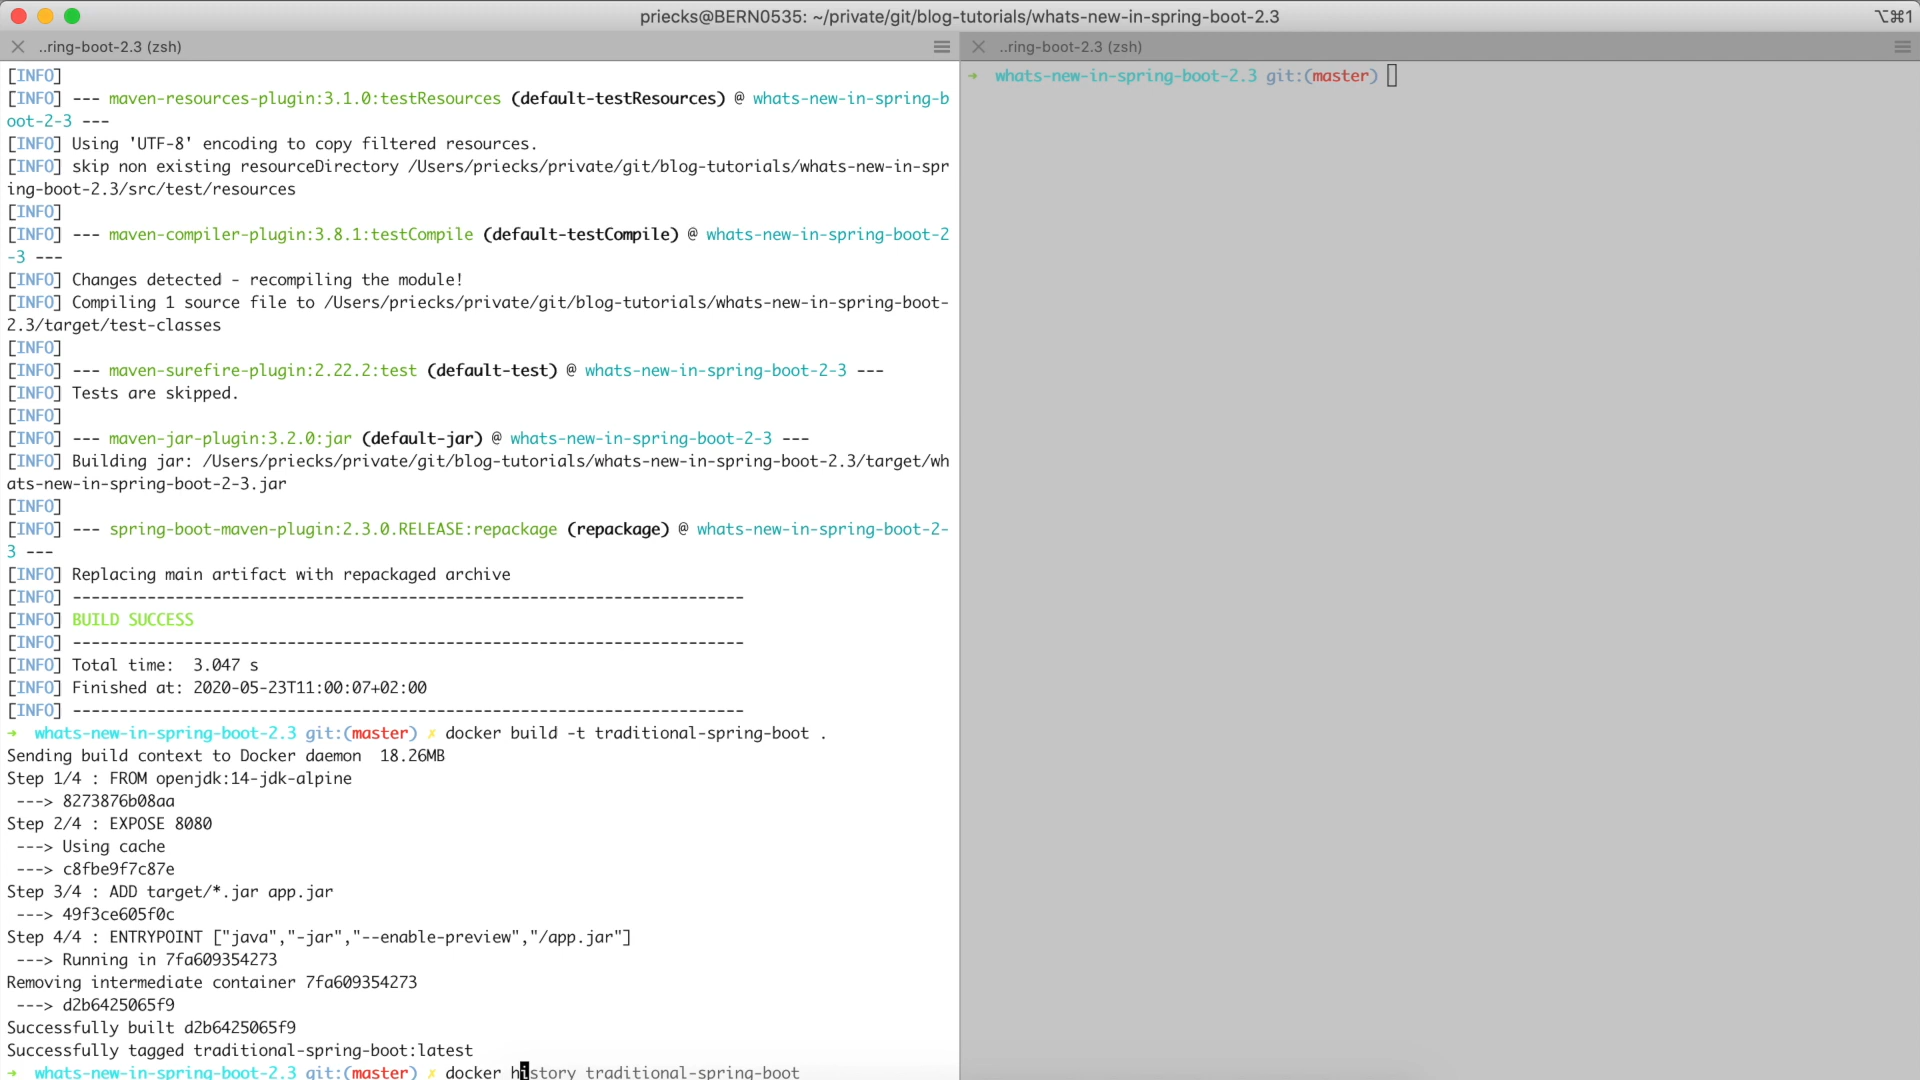 priecks@BERN0535: ~/private/git/blog-tutorials/whats-new-in-spring-boot-2.3
⌥⌘1
..ring-boot-2.3 (zsh)
[INFO]
[INFO] --- maven-resources-plugin:3.1.0:testResources (default-testResources) @ whats-new-in-spring-b
oot-2-3 ---
[INFO] Using 'UTF-8' encoding to copy filtered resources.
[INFO] skip non existing resourceDirectory /Users/priecks/private/git/blog-tutorials/whats-new-in-spr
ing-boot-2.3/src/test/resources
[INFO]
[INFO] --- maven-compiler-plugin:3.8.1:testCompile (default-testCompile) @ whats-new-in-spring-boot-2
-3 ---
[INFO] Changes detected - recompiling the module!
[INFO] Compiling 1 source file to /Users/priecks/private/git/blog-tutorials/whats-new-in-spring-boot-
2.3/target/test-classes
[INFO]
[INFO] --- maven-surefire-plugin:2.22.2:test (default-test) @ whats-new-in-spring-boot-2-3 ---
[INFO] Tests are skipped.
[INFO]
[INFO] --- maven-jar-plugin:3.2.0:jar (default-jar) @ whats-new-in-spring-boot-2-3 ---
[INFO] Building jar: /Users/priecks/private/git/blog-tutorials/whats-new-in-spring-boot-2.3/target/wh
ats-new-in-spring-boot-2-3.jar
[INFO]
[INFO] --- spring-boot-maven-plugin:2.3.0.RELEASE:repackage (repackage) @ whats-new-in-spring-boot-2-
3 ---
[INFO] Replacing main artifact with repackaged archive
[INFO] ------------------------------------------------------------------------
[INFO] BUILD SUCCESS
[INFO] ------------------------------------------------------------------------
[INFO] Total time:  3.047 s
[INFO] Finished at: 2020-05-23T11:00:07+02:00
[INFO] ------------------------------------------------------------------------
➜  whats-new-in-spring-boot-2.3 git:(master) ✗ docker build -t traditional-spring-boot .
Sending build context to Docker daemon  18.26MB
Step 1/4 : FROM openjdk:14-jdk-alpine
 ---> 8273876b08aa
Step 2/4 : EXPOSE 8080
 ---> Using cache
 ---> c8fbe9f7c87e
Step 3/4 : ADD target/*.jar app.jar
 ---> 49f3ce605f0c
Step 4/4 : ENTRYPOINT ["java","-jar","--enable-preview","/app.jar"]
 ---> Running in 7fa609354273
Removing intermediate container 7fa609354273
 ---> d2b6425065f9
Successfully built d2b6425065f9
Successfully tagged traditional-spring-boot:latest
➜  whats-new-in-spring-boot-2.3 git:(master) ✗ docker history traditional-spring-boot
..ring-boot-2.3 (zsh)
➜  whats-new-in-spring-boot-2.3 git:(master)